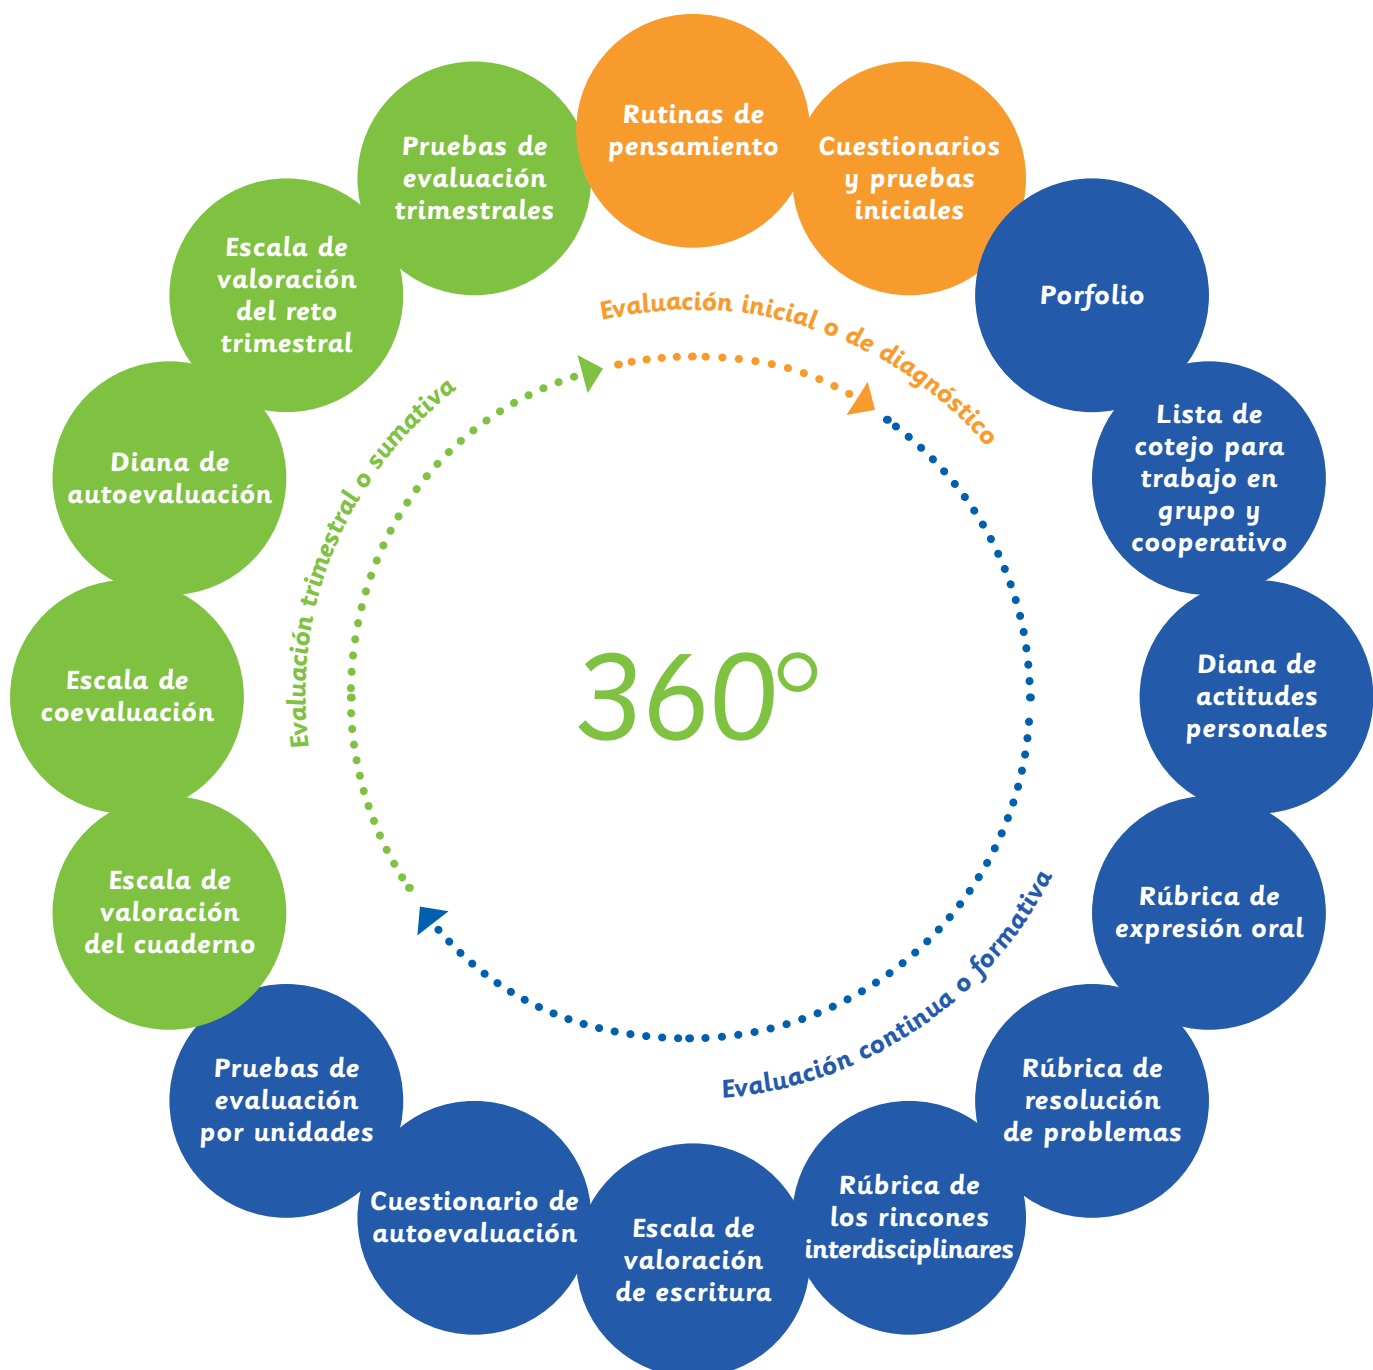 Rutinas de
pensamiento
Cuestionarios
y pruebas
iniciales
Porfolio
Lista de
cotejo para
trabajo en
grupo y
cooperativo
Diana de
actitudes
personales
Rúbrica de
expresión oral
Rúbrica de
resolución
de problemas
Rúbrica de
los rincones
interdisciplinares
Escala de
valoración
de escritura
Cuestionario de
autoevaluación
Pruebas de
evaluación
por unidades
Escala de
valoración
del cuaderno
Escala de
coevaluación
Diana de
autoevaluación
Escala de
valoración
del reto
trimestral
Pruebas de
evaluación
trimestrales
Evaluación inicial o de diagnóstico
Evaluación continua o formativa
Evaluación trimestral o sumativa
360º